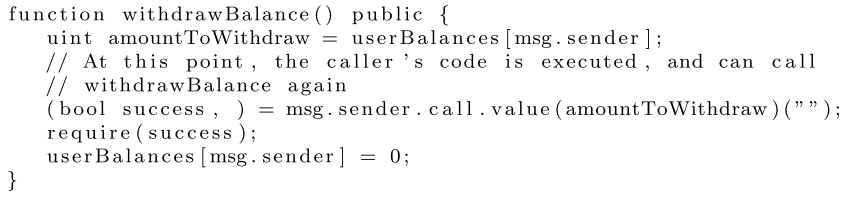 function withdrawBalance() public {
    uint amountToWithdraw = userBalances[msg.sender];
    // At this point, the caller's code is executed, and can call
    // withdrawBalance again
    (bool success, ) = msg.sender.call.value(amountToWithdraw)("");
    require(success);
    userBalances[msg.sender] = 0;
}